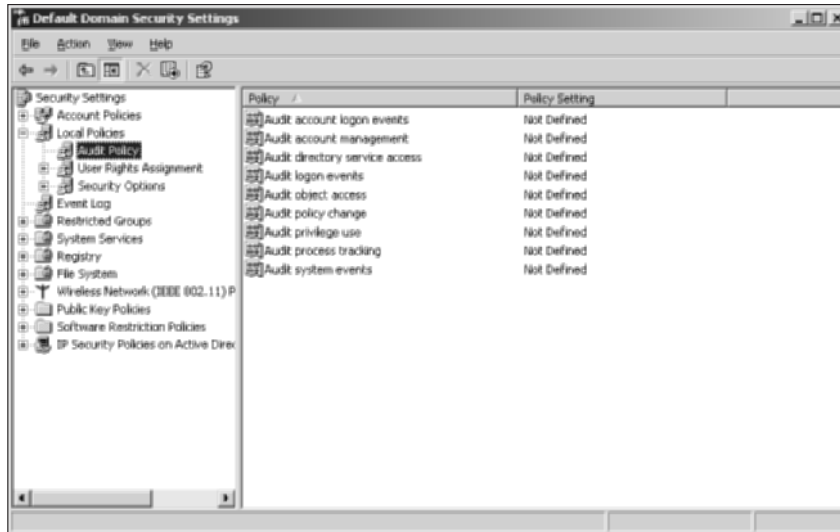 Default Domain Security Settings
File Action View Help
Security Settings
Account Policies
Local Policies
Audit Policy
User Rights Assignment
Security Options
Event Log
Restricted Groups
System Services
Registry
File System
Wireless Network (IEEE 802.11) P
Public Key Policies
Software Restriction Policies
IP Security Policies on Active Direc
Policy Policy Setting
Audit account logon events Not Defined
Audit account management Not Defined
Audit directory service access Not Defined
Audit logon events Not Defined
Audit object access Not Defined
Audit policy change Not Defined
Audit privilege use Not Defined
Audit process tracking Not Defined
Audit system events Not Defined